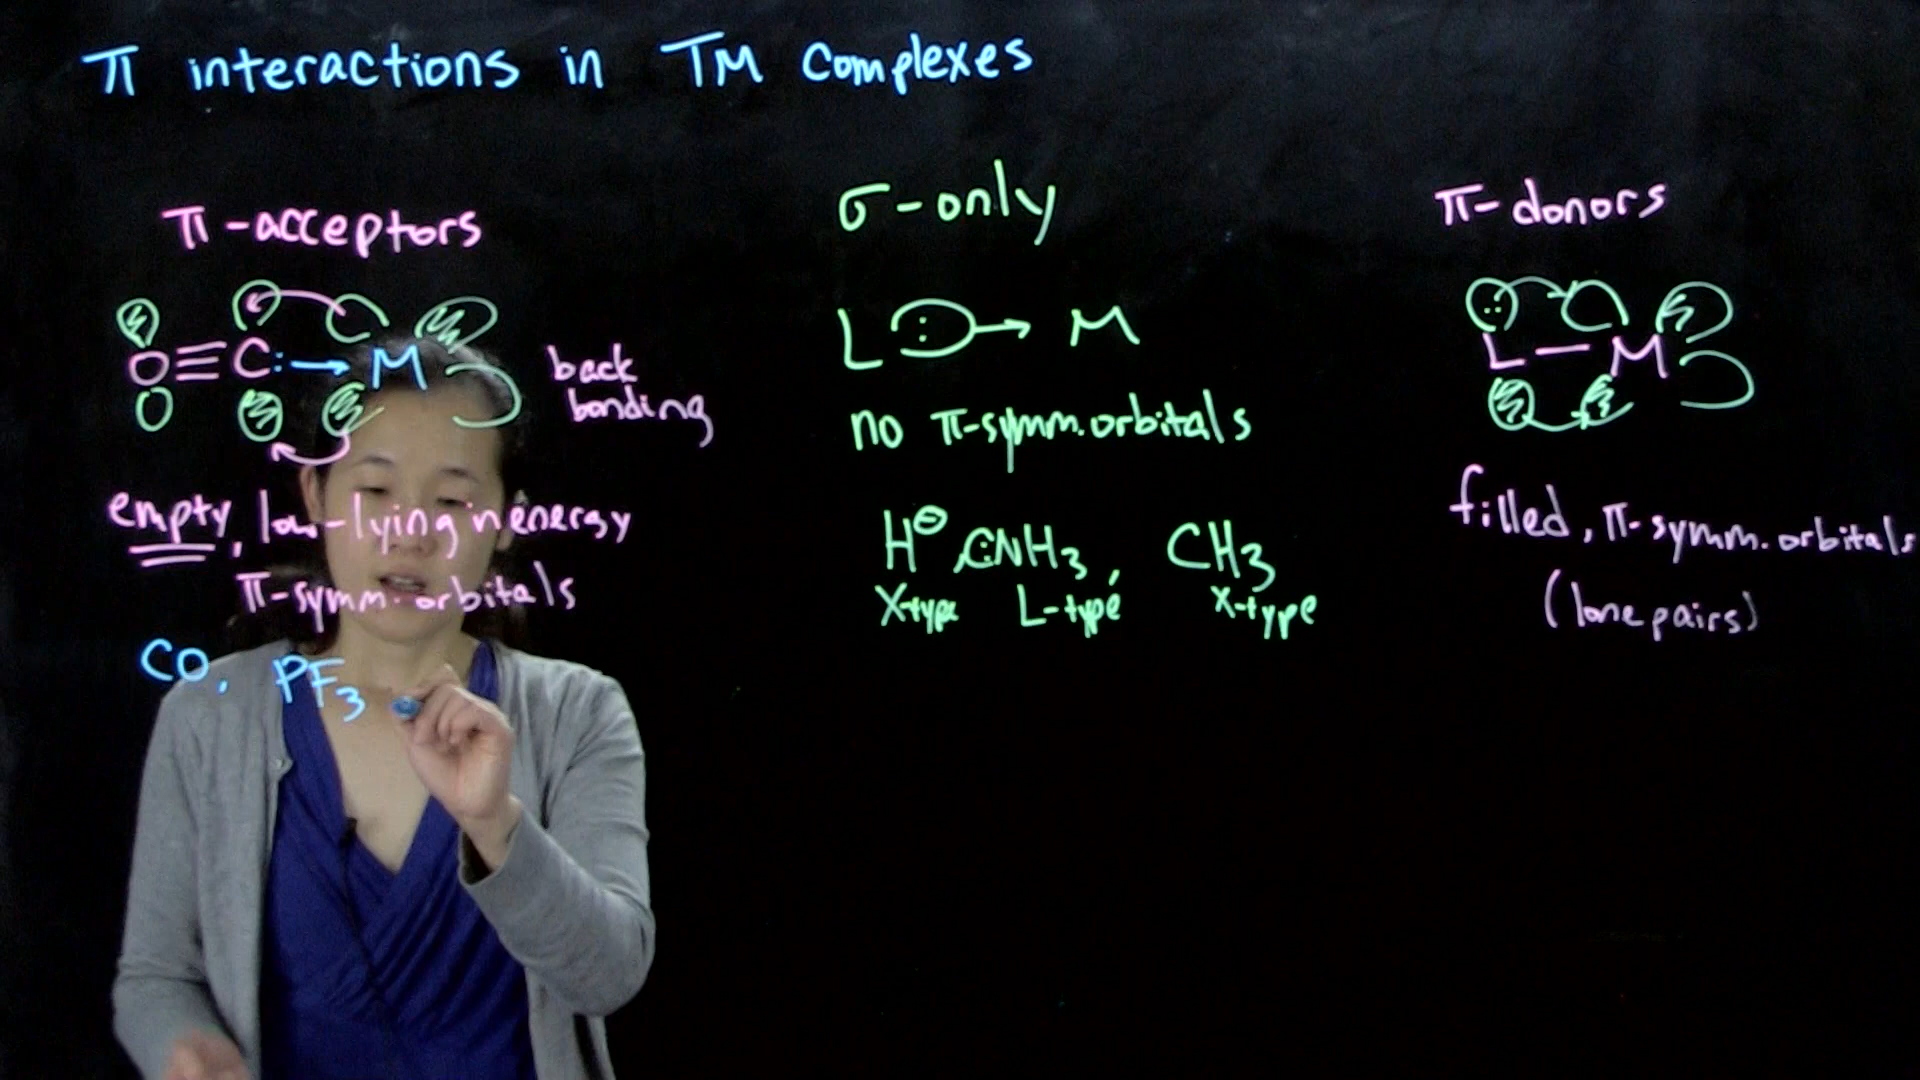 π interactions in TM complexes
π-acceptors
O≡C:→M
back bonding
empty, low-lying in energy
π-symm. orbitals
CO, PF3
σ-only
L :→ M
no π-symm. orbitals
H⊖, :NH3, CH3
X-type L-type X-type
π-donors
L—M
filled, π-symm. orbitals
(lone pairs)